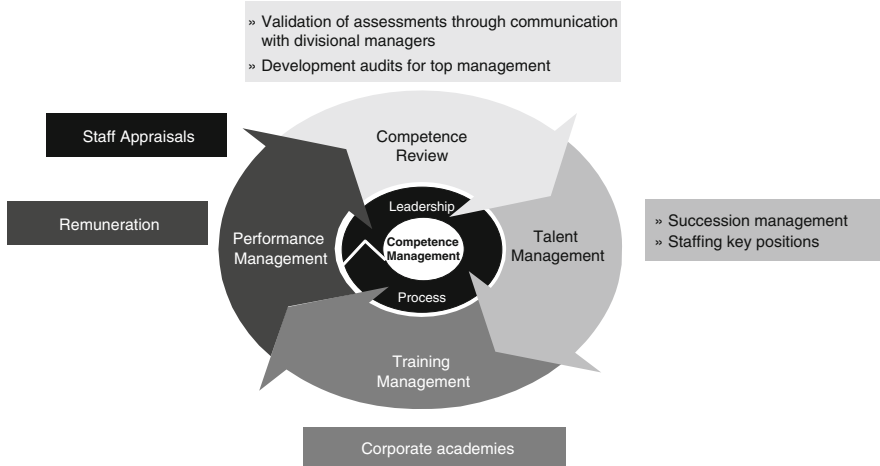 » Validation of assessments through communication
with divisional managers
» Development audits for top management
Staff Appraisals
Competence
Review
Remuneration
Leadership
Performance
Management
Competence
Management
Talent
Management
» Succession management
» Staffing key positions
Process
Training
Management
Corporate academies